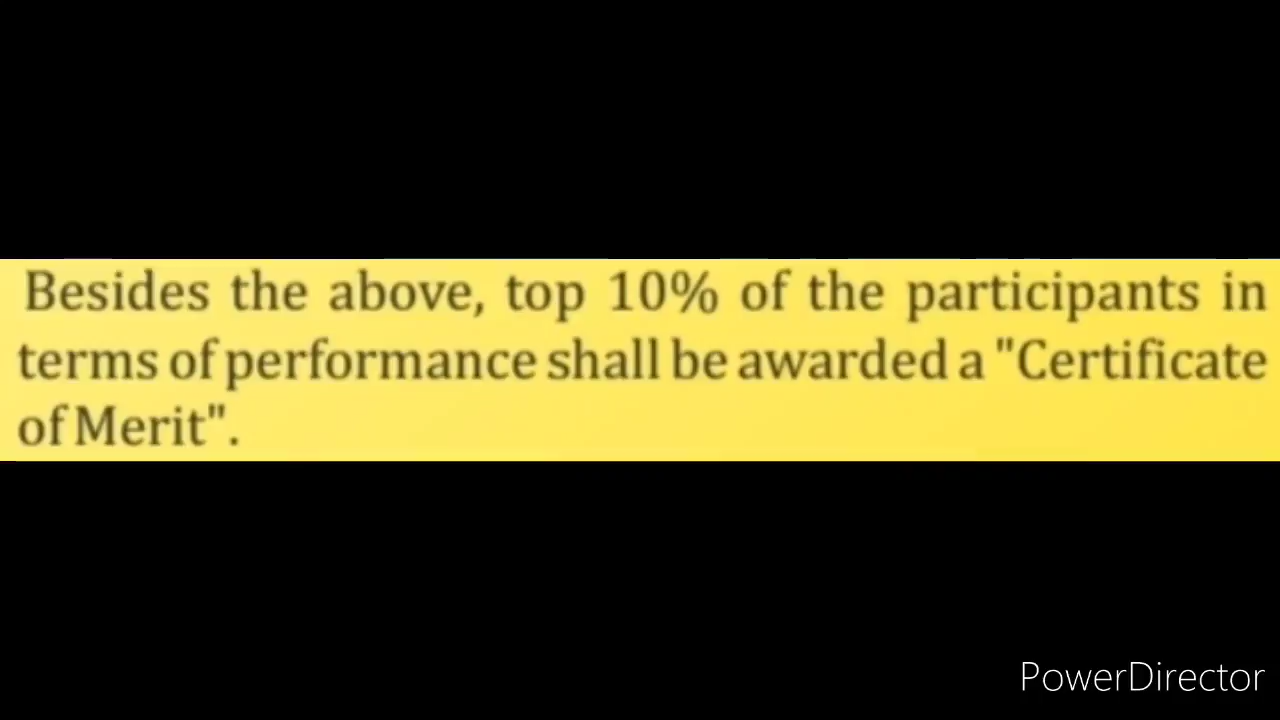 Besides the above, top 10% of the participants in
terms of performance shall be awarded a "Certificate
of Merit".
PowerDirector